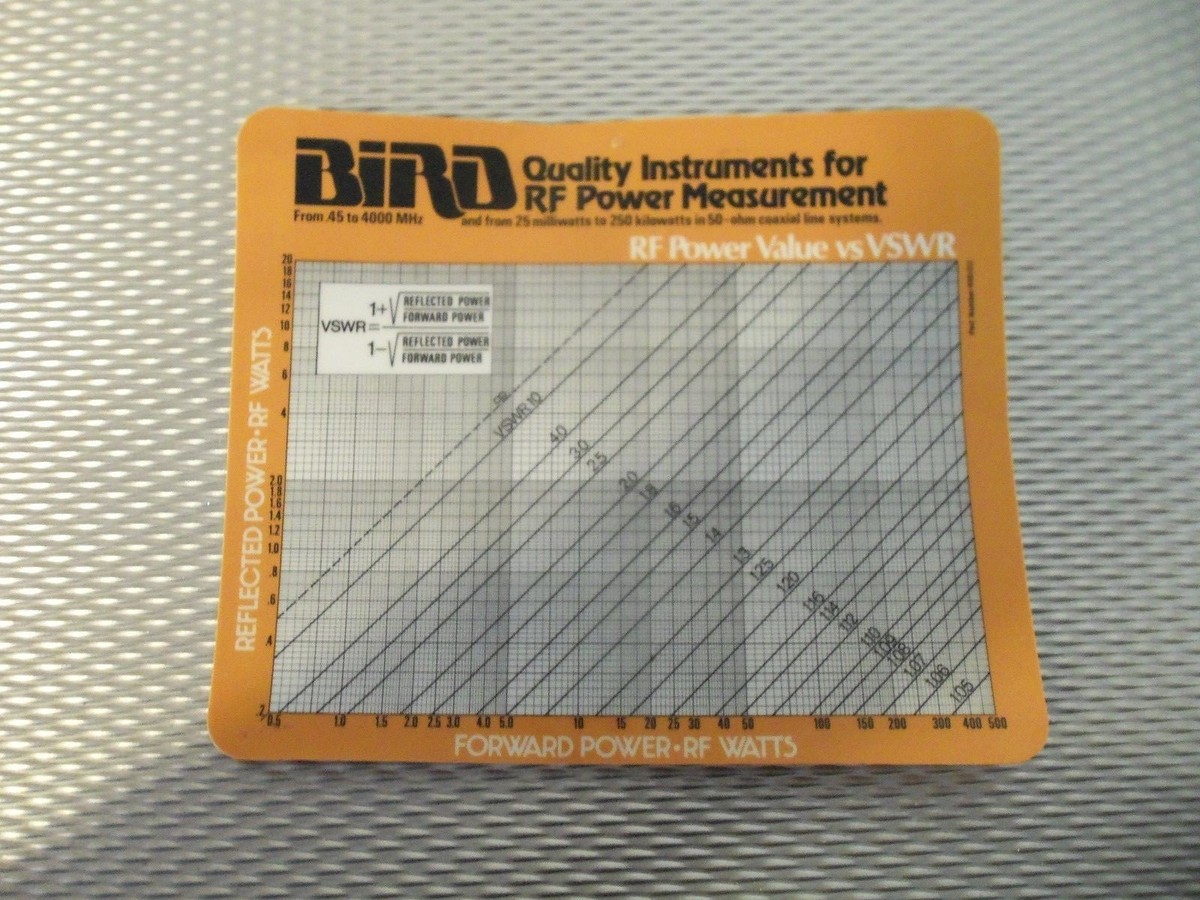 BIRD Quality Instruments for
RF Power Measurement
From .45 to 4000 MHz and from 25 milliwatts to 250 kilowatts in 50-ohm coaxial line systems.
RF Power Value vs VSWR
VSWR =
1+√ REFLECTED POWER
FORWARD POWER
1−√ REFLECTED POWER
FORWARD POWER
REFLECTED POWER•RF WATTS
20
18
16
14
12
10
8
6
4
2.0
1.8
1.6
1.4
1.2
1.0
.8
.6
.4
.2
∞
VSWR 10
4.0
3.0
2.5
2.0
1.8
1.6
1.5
1.4
1.3
1.25
1.20
1.15
1.14
1.12
1.10
1.07
1.06
1.05
0.5 1.0 1.5 2.0 2.5 3.0 4.0 5.0 10 15 20 25 30 40 50 100 150 200 300 400 500
FORWARD POWER•RF WATTS